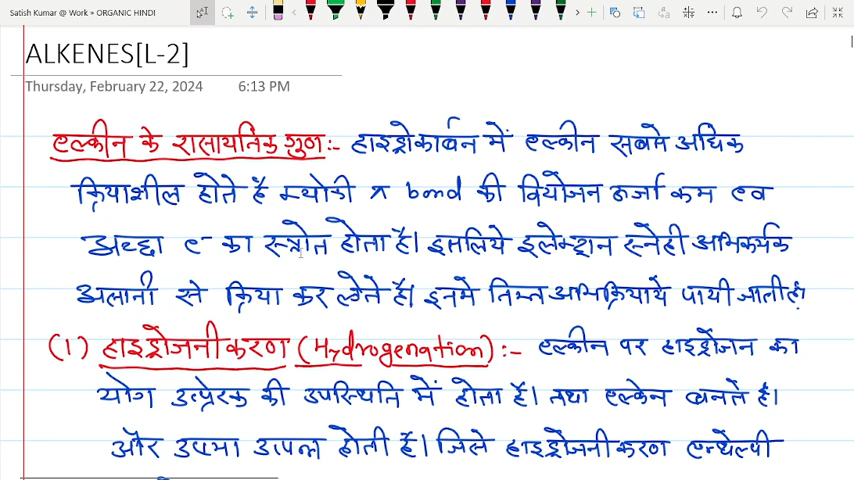 Satish Kumar @ Work » ORGANIC HINDI
ALKENES[L-2]
Thursday, February 22, 2024 6:13 PM
एल्कीन के रासायनिक गुण:- हाइड्रोकार्बन में एल्कीन सबमे अधिक
क्रियाशील होते है क्योकी π bond की वियोजन ऊर्जा कम एव
अच्छा e⁻ का स्त्रोत होता है। इसलिये इलेक्ट्रान स्नेही अभिकर्मक
आसानी से क्रिया कर लेते है। इनमे निम्न अभिक्रियाये पायी जाती है।
(1) हाइड्रोजनीकरण (Hydrogenation) :- एल्कीन पर हाइड्रोजन का
योग उत्प्रेरक की उपस्थिति में होता है। तथा एल्केन बनते है।
और उष्मा उत्पन्न होती है। जिसे हाइड्रोजनीकरण एन्थैल्पी